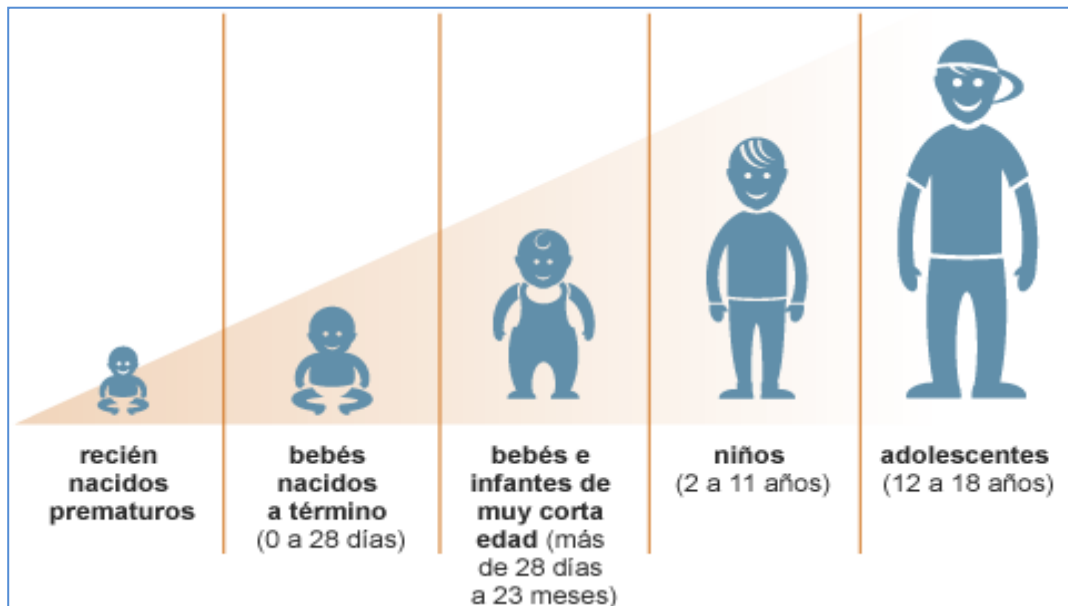 recién
nacidos
prematuros
bebés
nacidos
a término
(0 a 28 días)
bebés e
infantes de
muy corta
edad (más
de 28 días
a 23 meses)
niños
(2 a 11 años)
adolescentes
(12 a 18 años)